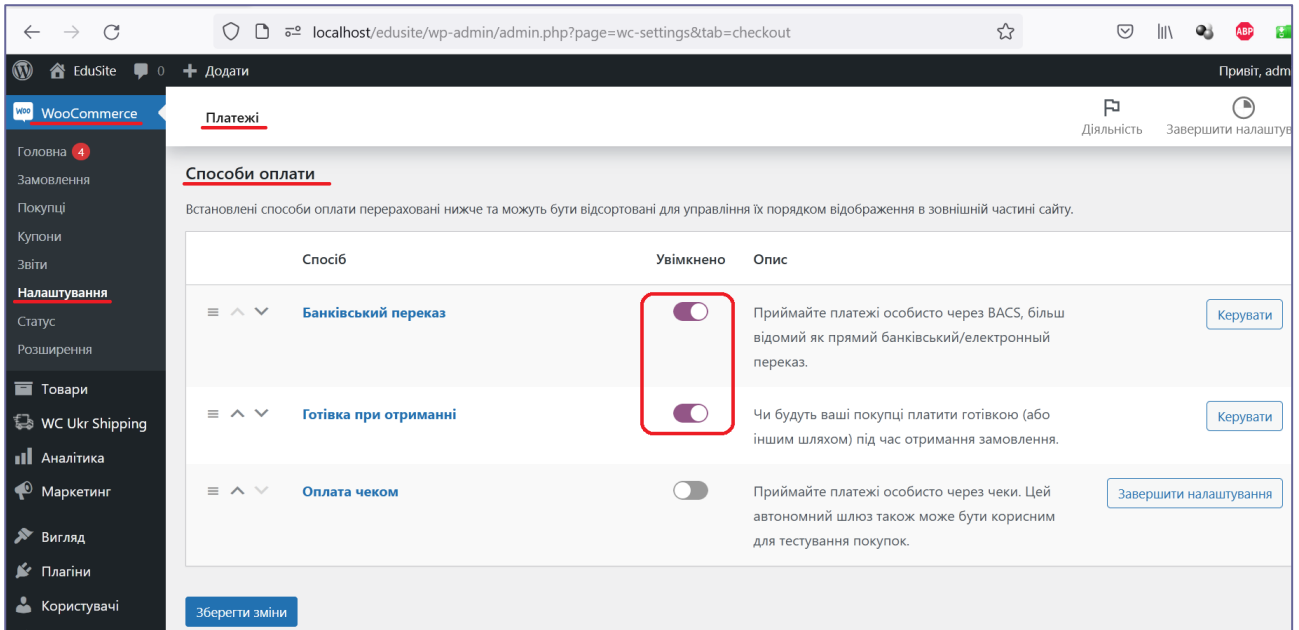 localhost/edusite/wp-admin/admin.php?page=wc-settings&tab=checkout
ABP
EduSite 0 Додати
Привіт, adm
Woo WooCommerce
Головна 4
Замовлення
Покупці
Купони
Звіти
Налаштування
Статус
Розширення
Товари
WC Ukr Shipping
Аналітика
Маркетинг
Вигляд
Плагіни
Користувачі
Платежі
Діяльність
Завершити налаштув
Способи оплати
Встановлені способи оплати перераховані нижче та можуть бути відсортовані для управління їх порядком відображення в зовнішній частині сайту.
Спосіб Увімкнено Опис
Банківський переказ
Приймайте платежі особисто через BACS, більш
відомий як прямий банківський/електронный
переказ.
Керувати
Готівка при отриманні
Чи будуть ваші покупці платити готівкою (або
іншим шляхом) під час отримання замовлення.
Керувати
Оплата чеком
Приймайте платежі особисто через чеки. Цей
автономний шлюз також може бути корисним
для тестування покупок.
Завершити налаштування
Зберегти зміни